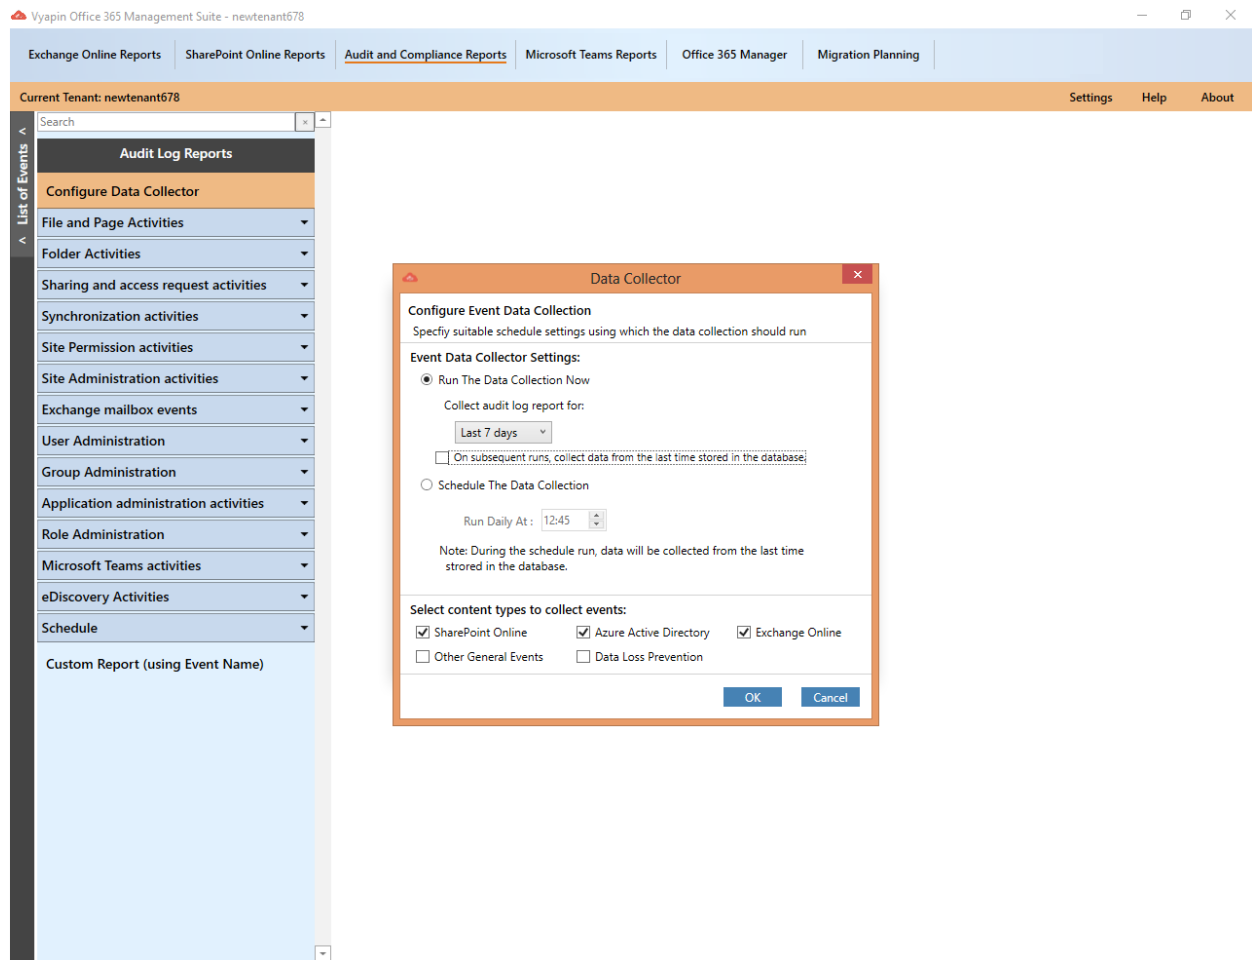 Vyapin Office 365 Management Suite - newtenant678
Exchange Online Reports
SharePoint Online Reports
Audit and Compliance Reports
Microsoft Teams Reports
Office 365 Manager
Migration Planning
Current Tenant: newtenant678
Settings
Help
About
< List of Events <
Search
Audit Log Reports
Configure Data Collector
File and Page Activities
Folder Activities
Sharing and access request activities
Synchronization activities
Site Permission activities
Site Administration activities
Exchange mailbox events
User Administration
Group Administration
Application administration activities
Role Administration
Microsoft Teams activities
eDiscovery Activities
Schedule
Custom Report (using Event Name)
Data Collector
Configure Event Data Collection
Specfiy suitable schedule settings using which the data collection should run
Event Data Collector Settings:
Run The Data Collection Now
Collect audit log report for:
Last 7 days
On subsequent runs, collect data from the last time stored in the database.
Schedule The Data Collection
Run Daily At : 12:45
Note: During the schedule run, data will be collected from the last time
strored in the database.
Select content types to collect events:
SharePoint Online
Azure Active Directory
Exchange Online
Other General Events
Data Loss Prevention
OK
Cancel